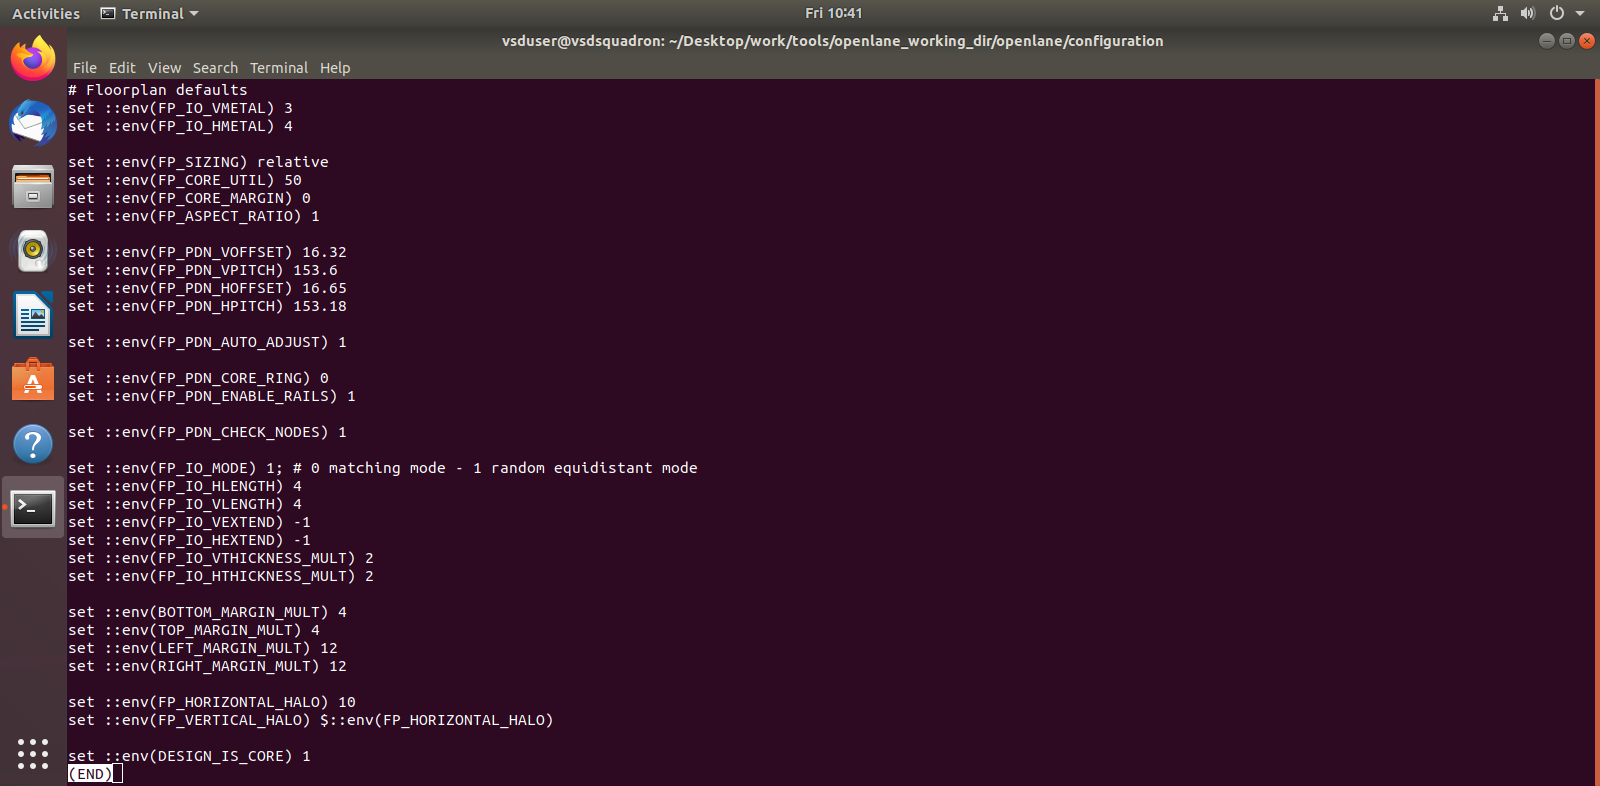 Activities Terminal Fri 10:41
vsduser@vsdsquadron: ~/Desktop/work/tools/openlane_working_dir/openlane/configuration
File Edit View Search Terminal Help
# Floorplan defaults
set ::env(FP_IO_VMETAL) 3
set ::env(FP_IO_HMETAL) 4

set ::env(FP_SIZING) relative
set ::env(FP_CORE_UTIL) 50
set ::env(FP_CORE_MARGIN) 0
set ::env(FP_ASPECT_RATIO) 1

set ::env(FP_PDN_VOFFSET) 16.32
set ::env(FP_PDN_VPITCH) 153.6
set ::env(FP_PDN_HOFFSET) 16.65
set ::env(FP_PDN_HPITCH) 153.18

set ::env(FP_PDN_AUTO_ADJUST) 1

set ::env(FP_PDN_CORE_RING) 0
set ::env(FP_PDN_ENABLE_RAILS) 1

set ::env(FP_PDN_CHECK_NODES) 1

set ::env(FP_IO_MODE) 1; # 0 matching mode - 1 random equidistant mode
set ::env(FP_IO_HLENGTH) 4
set ::env(FP_IO_VLENGTH) 4
set ::env(FP_IO_VEXTEND) -1
set ::env(FP_IO_HEXTEND) -1
set ::env(FP_IO_VTHICKNESS_MULT) 2
set ::env(FP_IO_HTHICKNESS_MULT) 2

set ::env(BOTTOM_MARGIN_MULT) 4
set ::env(TOP_MARGIN_MULT) 4
set ::env(LEFT_MARGIN_MULT) 12
set ::env(RIGHT_MARGIN_MULT) 12

set ::env(FP_HORIZONTAL_HALO) 10
set ::env(FP_VERTICAL_HALO) $::env(FP_HORIZONTAL_HALO)

set ::env(DESIGN_IS_CORE) 1
(END)